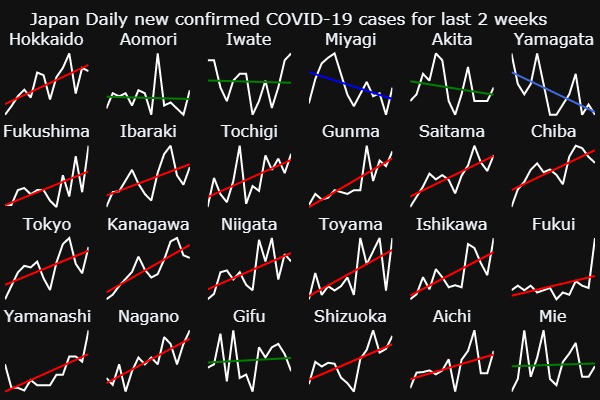 Japan Daily new confirmed COVID-19 cases for last 2 weeks
Hokkaido Aomori Iwate Miyagi Akita Yamagata
Fukushima Ibaraki Tochigi Gunma Saitama Chiba
Tokyo Kanagawa Niigata Toyama Ishikawa Fukui
Yamanashi Nagano Gifu Shizuoka Aichi Mie